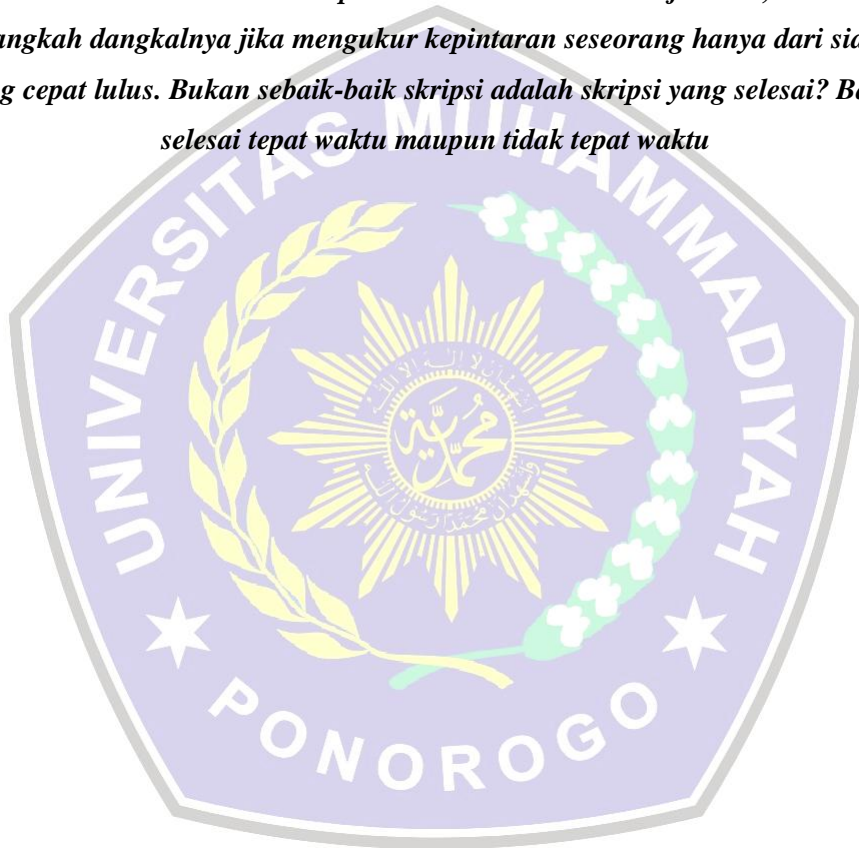 angkah dangkalnya jika mengukur kepintaran seseorang hanya dari sia
g cepat lulus. Bukan sebaik-baik skripsi adalah skripsi yang selesai? Ba
selesai tepat waktu maupun tidak tepat waktu
UNIVERSITAS MUHAMMADIYAH
محمدية
PONOROGO